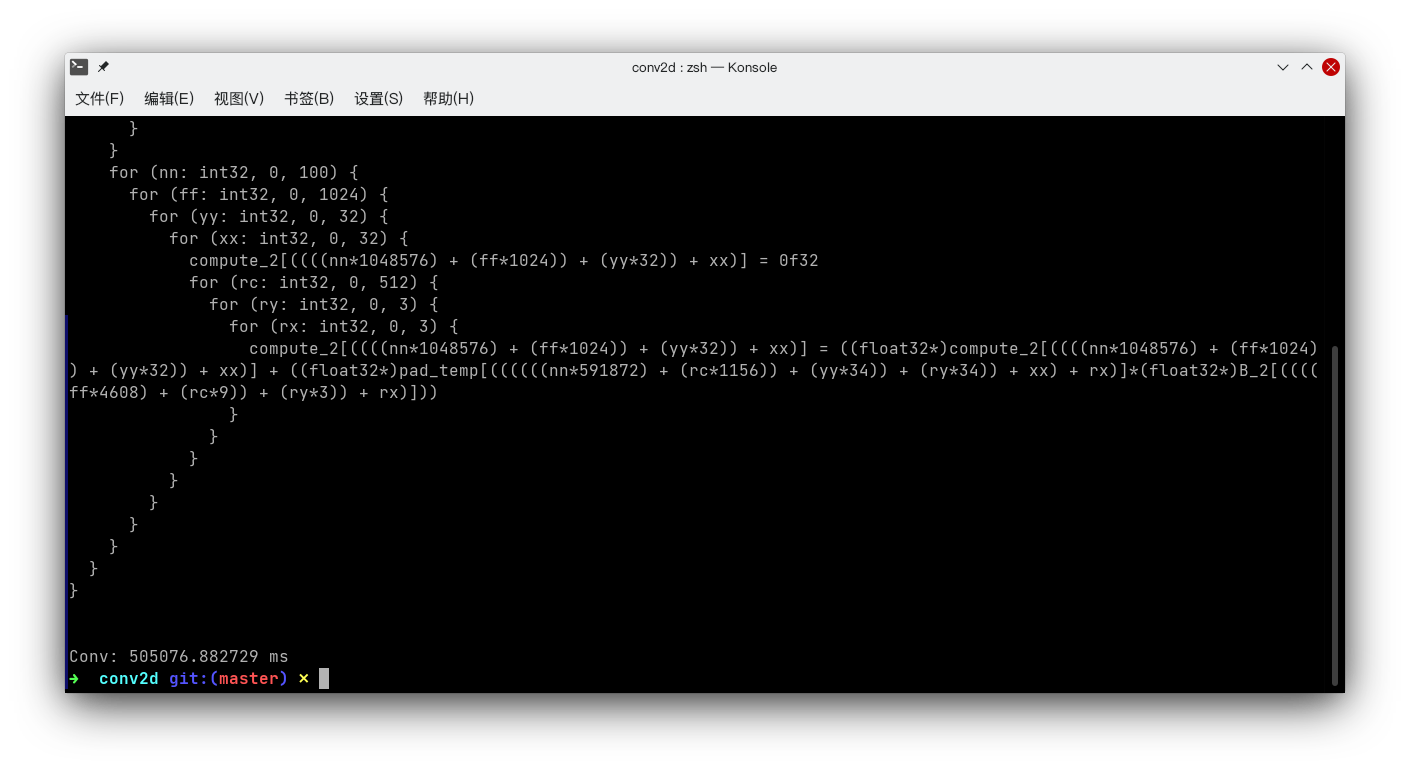 conv2d : zsh — Konsole
文件(F) 编辑(E) 视图(V) 书签(B) 设置(S) 帮助(H)
      }
    }
    for (nn: int32, 0, 100) {
      for (ff: int32, 0, 1024) {
        for (yy: int32, 0, 32) {
          for (xx: int32, 0, 32) {
            compute_2[((((nn*1048576) + (ff*1024)) + (yy*32)) + xx)] = 0f32
            for (rc: int32, 0, 512) {
              for (ry: int32, 0, 3) {
                for (rx: int32, 0, 3) {
                  compute_2[((((nn*1048576) + (ff*1024)) + (yy*32)) + xx)] = ((float32*)compute_2[((((nn*1048576) + (ff*1024)
) + (yy*32)) + xx)] + ((float32*)pad_temp[((((((nn*591872) + (rc*1156)) + (yy*34)) + (ry*34)) + xx) + rx)]*(float32*)B_2[((((
ff*4608) + (rc*9)) + (ry*3)) + rx)]))
                }
              }
            }
          }
        }
      }
    }
  }
}
Conv: 505076.882729 ms
➜  conv2d git:(master) ✗